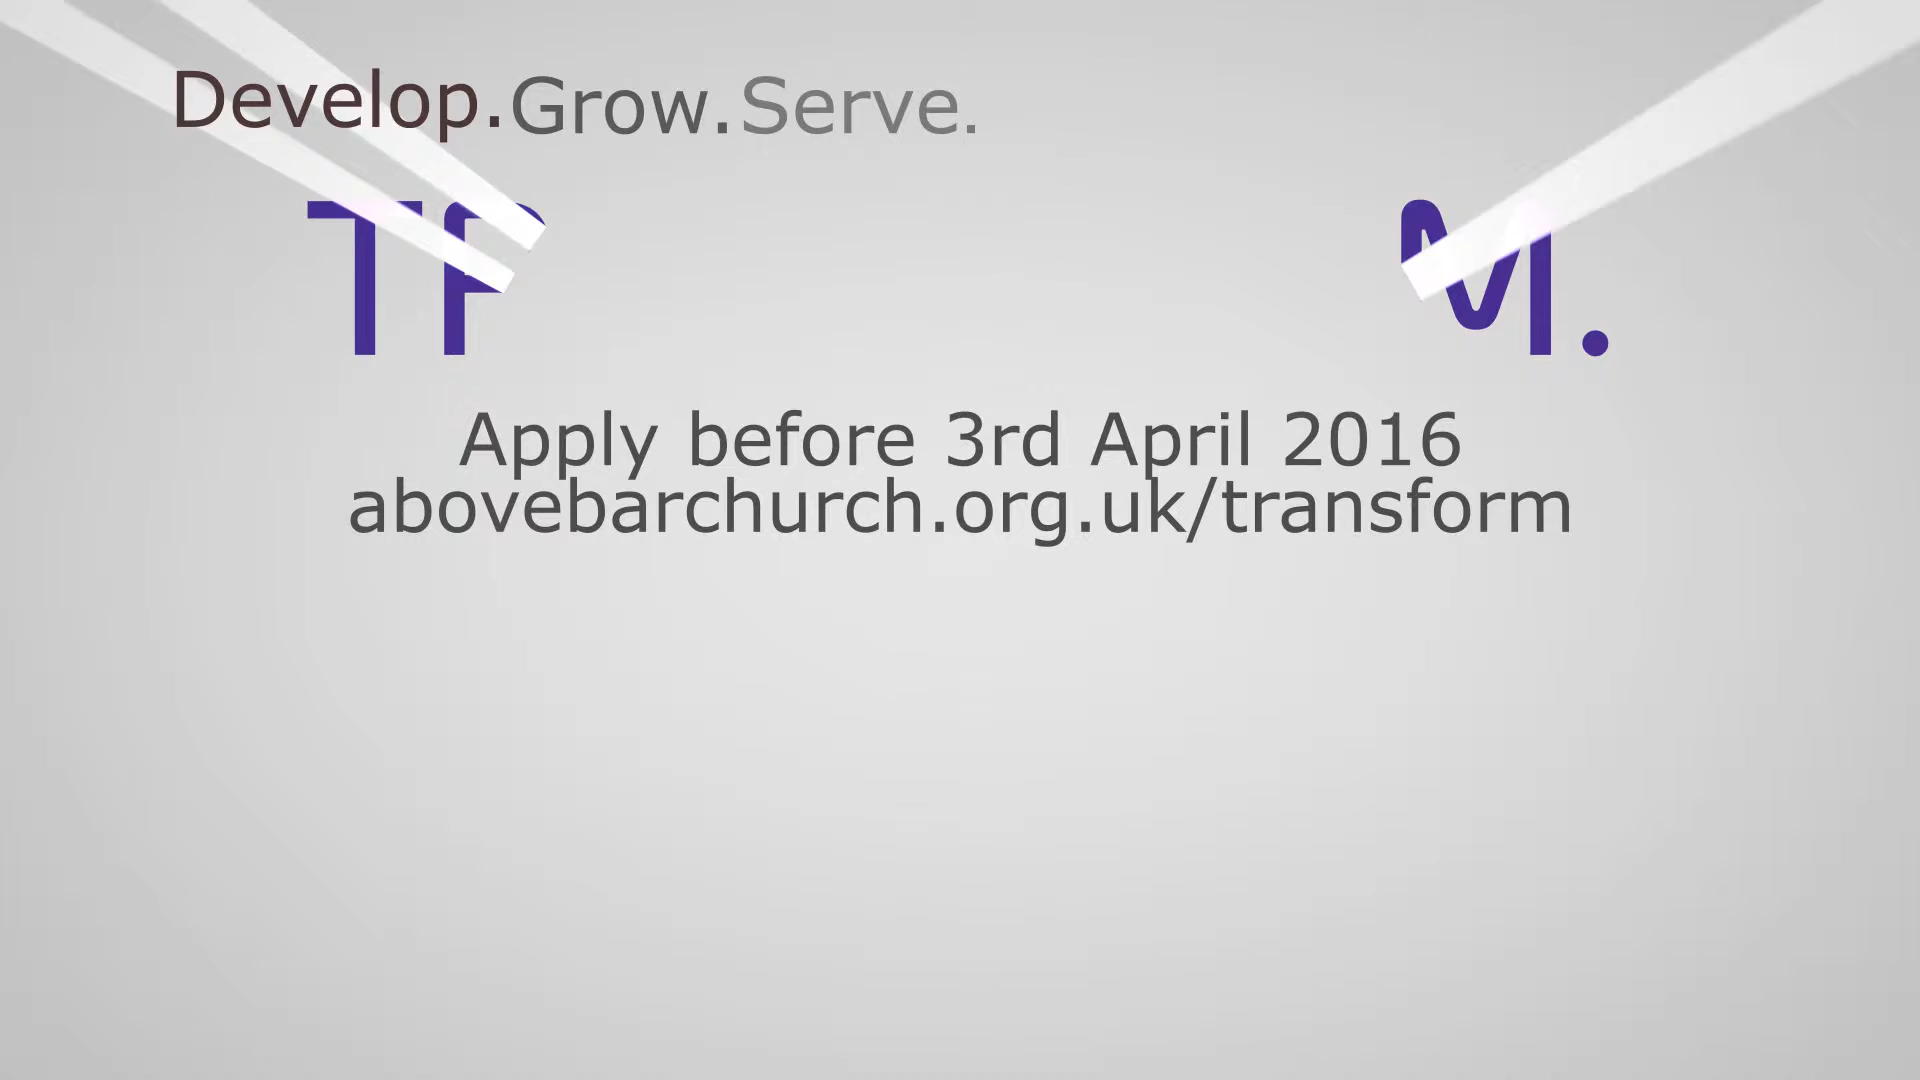 Develop.Grow.Serve.
Apply before 3rd April 2016
abovebarchurch.org.uk/transform